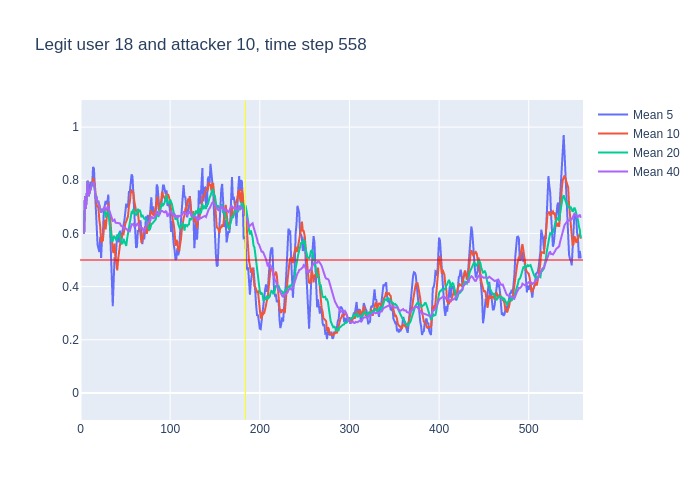 Legit user 18 and attacker 10, time step 558
Mean 5
Mean 10
Mean 20
Mean 40
1
0.8
0.6
0.4
0.2
0
0 100 200 300 400 500